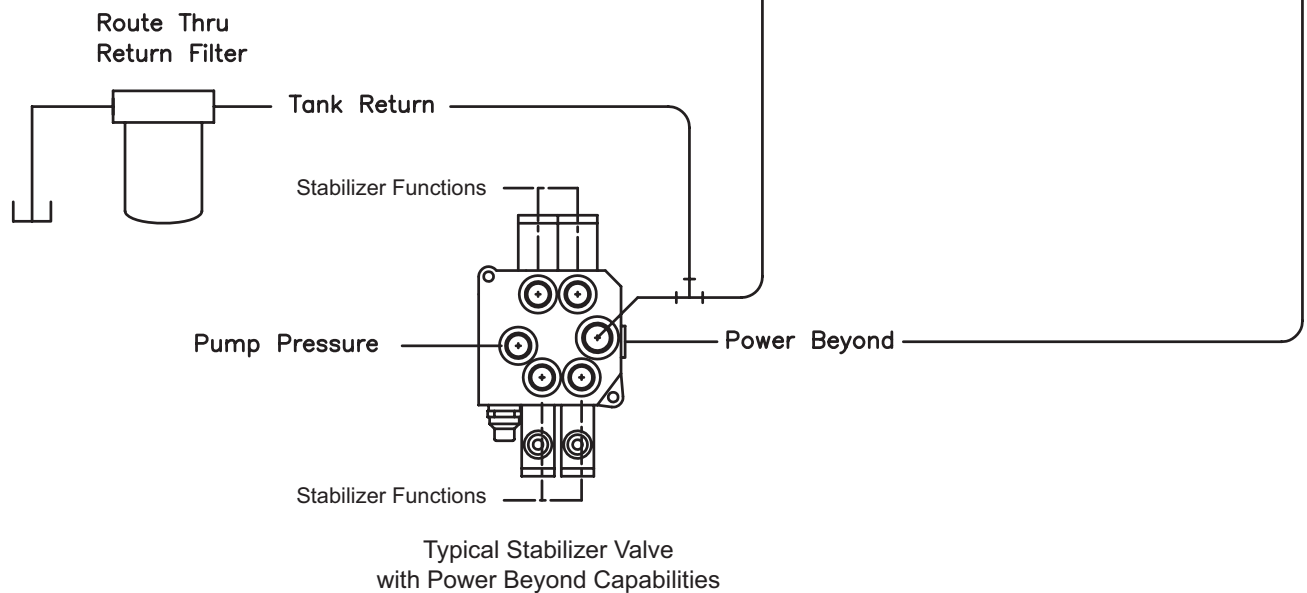 Route Thru
Return Filter
Tank Return
Stabilizer Functions
Pump Pressure
Power Beyond
Stabilizer Functions
Typical Stabilizer Valve
with Power Beyond Capabilities